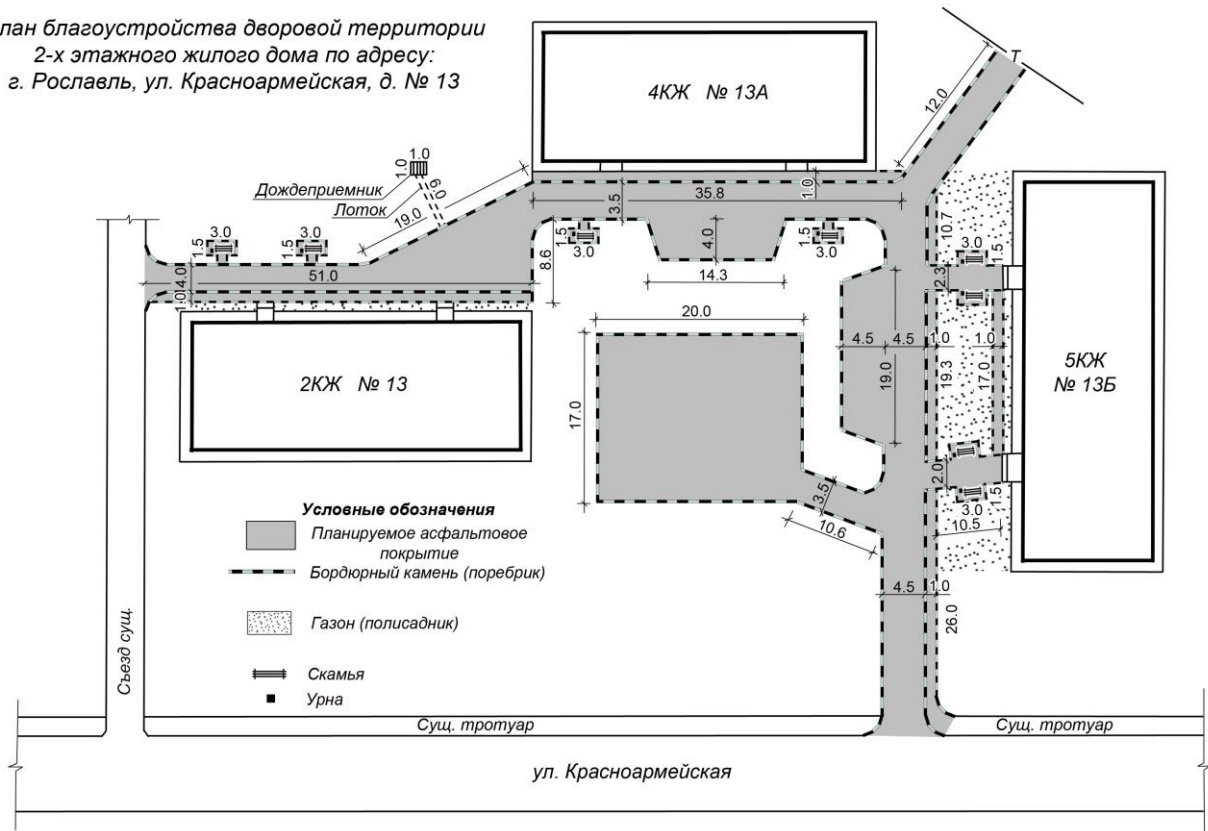 лан благоустройства дворовой территории
2-х этажного жилого дома по адресу:
г. Рославль, ул. Красноармейская, д. № 13
4КЖ № 13А
Т
12.0
1.0
1.0
6.0
Дождеприемник
Лоток
19.0
35.8
1.0
3.5
3.0
1.5
3.0
1.5
1.5
3.0
4.0
1.5
3.0
8.6
14.3
10.7
1.5
2.3
3.0
4.0
51.0
1.0
2КЖ № 13
20.0
17.0
4.5
4.5
1.0
1.0
19.0
19.3
17.0
5КЖ
№ 13Б
2.0
1.5
3.0
10.5
3.5
10.6
4.5
1.0
26.0
Условные обозначения
Планируемое асфальтовое
покрытие
Бордюрный камень (поребрик)
Газон (полисадник)
Скамья
Урна
Съезд сущ.
Сущ. тротуар
Сущ. тротуар
ул. Красноармейская